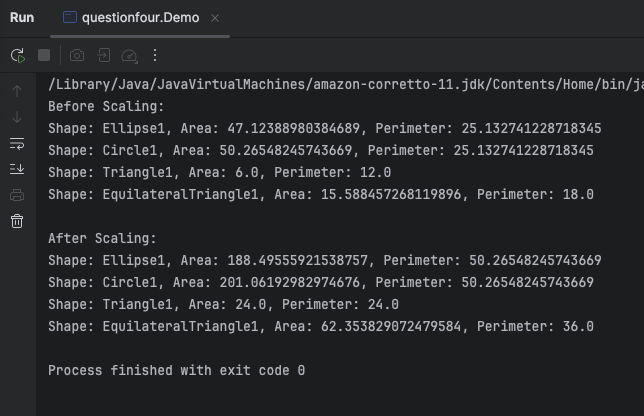 Run questionfour.Demo
/Library/Java/JavaVirtualMachines/amazon-corretto-11.jdk/Contents/Home/bin/ja
Before Scaling:
Shape: Ellipse1, Area: 47.12388980384689, Perimeter: 25.132741228718345
Shape: Circle1, Area: 50.26548245743669, Perimeter: 25.132741228718345
Shape: Triangle1, Area: 6.0, Perimeter: 12.0
Shape: EquilateralTriangle1, Area: 15.588457268119896, Perimeter: 18.0
After Scaling:
Shape: Ellipse1, Area: 188.49555921538757, Perimeter: 50.26548245743669
Shape: Circle1, Area: 201.06192982974676, Perimeter: 50.26548245743669
Shape: Triangle1, Area: 24.0, Perimeter: 24.0
Shape: EquilateralTriangle1, Area: 62.353829072479584, Perimeter: 36.0
Process finished with exit code 0